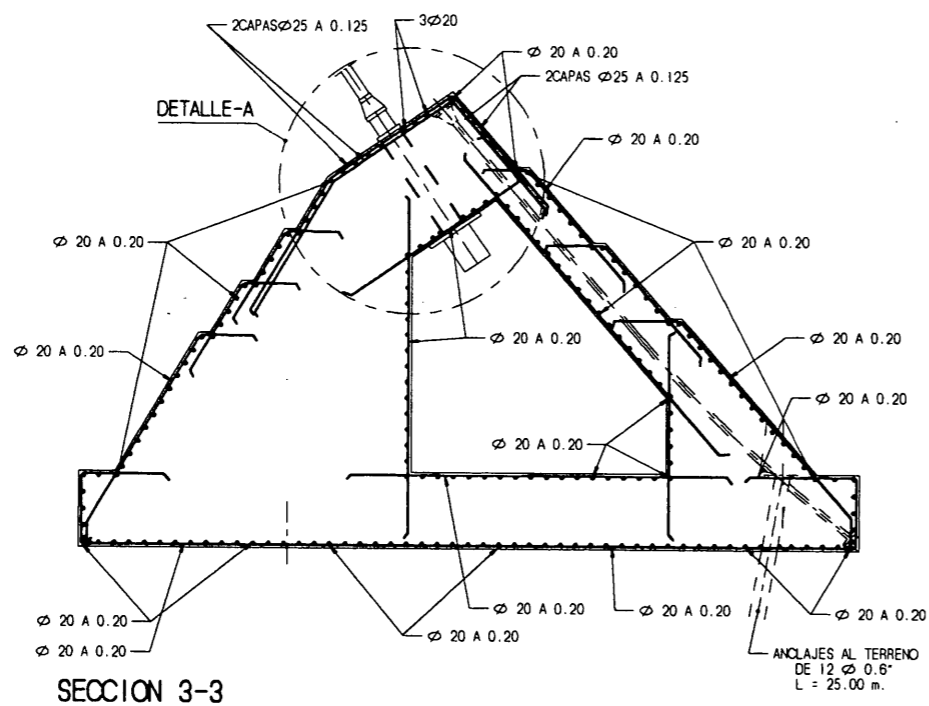 2CAPASØ25 A 0.125
3Ø20
Ø 20 A 0.20
2CAPAS Ø25 A 0.125
DETALLE-A
Ø 20 A 0.20
Ø 20 A 0.20
Ø 20 A 0.20
Ø 20 A 0.20
Ø 20 A 0.20
Ø 20 A 0.20
Ø 20 A 0.20
Ø 20 A 0.20
Ø 20 A 0.20
Ø 20 A 0.20
Ø 20 A 0.20
Ø 20 A 0.20
Ø 20 A 0.20
Ø 20 A 0.20
ANCLAJES AL TERRENO
DE 12 Ø 0.6"
L = 25.00 m.
SECCION 3-3